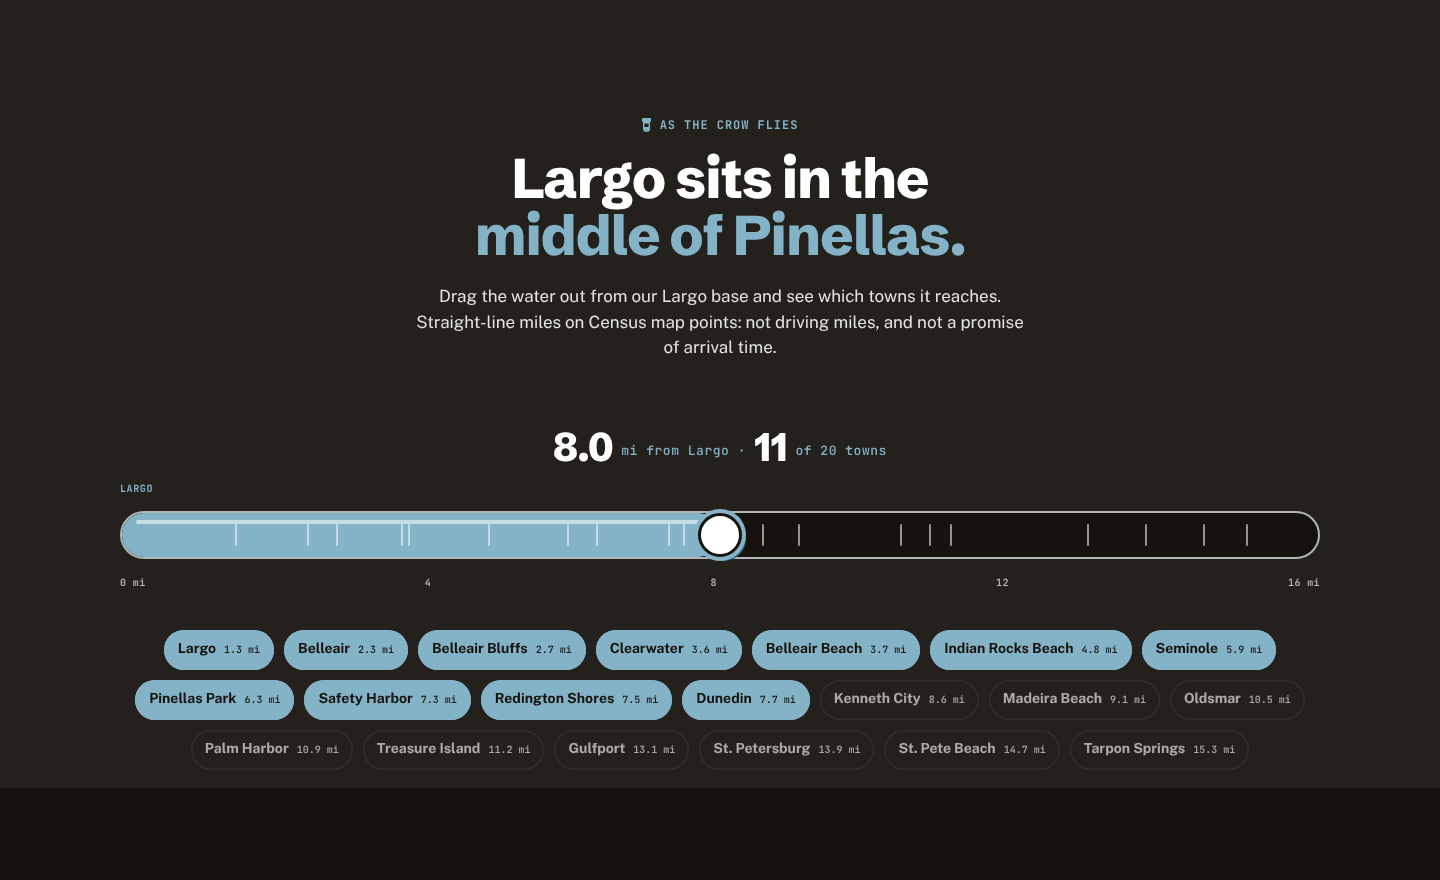 AS THE CROW FLIES
Largo sits in the
middle of Pinellas.
Drag the water out from our Largo base and see which towns it reaches.
Straight-line miles on Census map points: not driving miles, and not a promise
of arrival time.
8.0 mi from Largo · 11 of 20 towns
LARGO
0 mi 4 8 12 16 mi
Largo 1.3 mi Belleair 2.3 mi Belleair Bluffs 2.7 mi Clearwater 3.6 mi Belleair Beach 3.7 mi Indian Rocks Beach 4.8 mi Seminole 5.9 mi
Pinellas Park 6.3 mi Safety Harbor 7.3 mi Redington Shores 7.5 mi Dunedin 7.7 mi Kenneth City 8.6 mi Madeira Beach 9.1 mi Oldsmar 10.5 mi
Palm Harbor 10.9 mi Treasure Island 11.2 mi Gulfport 13.1 mi St. Petersburg 13.9 mi St. Pete Beach 14.7 mi Tarpon Springs 15.3 mi